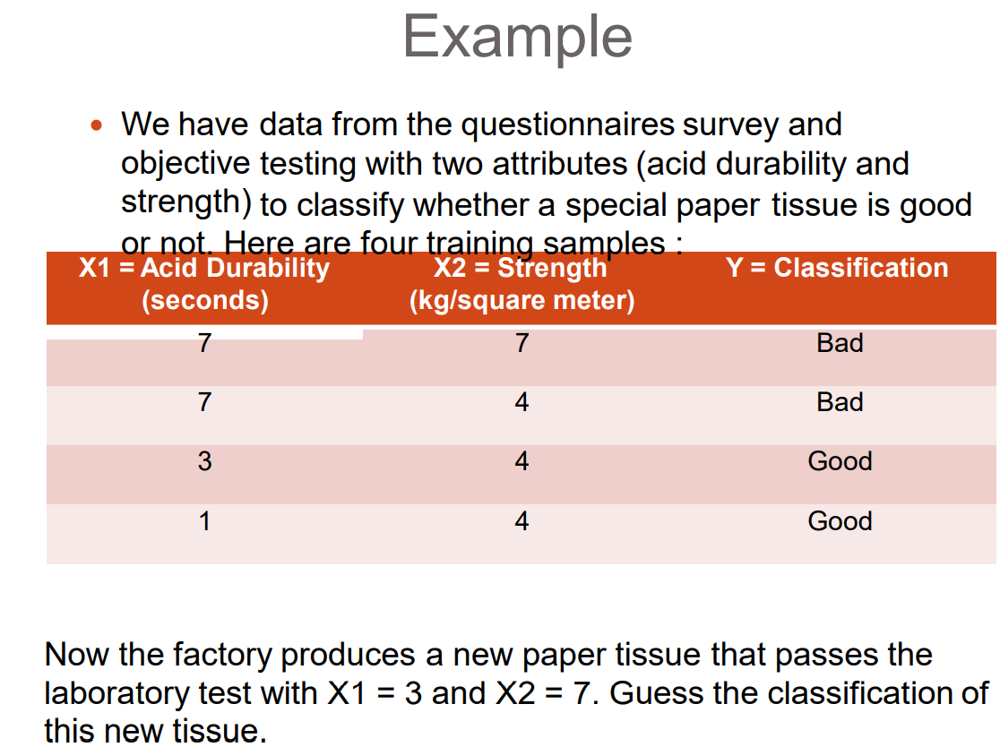 Example
• We have data from the questionnaires survey and
objective testing with two attributes (acid durability and
strength) to classify whether a special paper tissue is good
or not. Here are four training samples :
X1 = Acid Durability X2 = Strength Y = Classification
(seconds) (kg/square meter)
7 7 Bad
7 4 Bad
3 4 Good
1 4 Good
Now the factory produces a new paper tissue that passes the
laboratory test with X1 = 3 and X2 = 7. Guess the classification of
this new tissue.